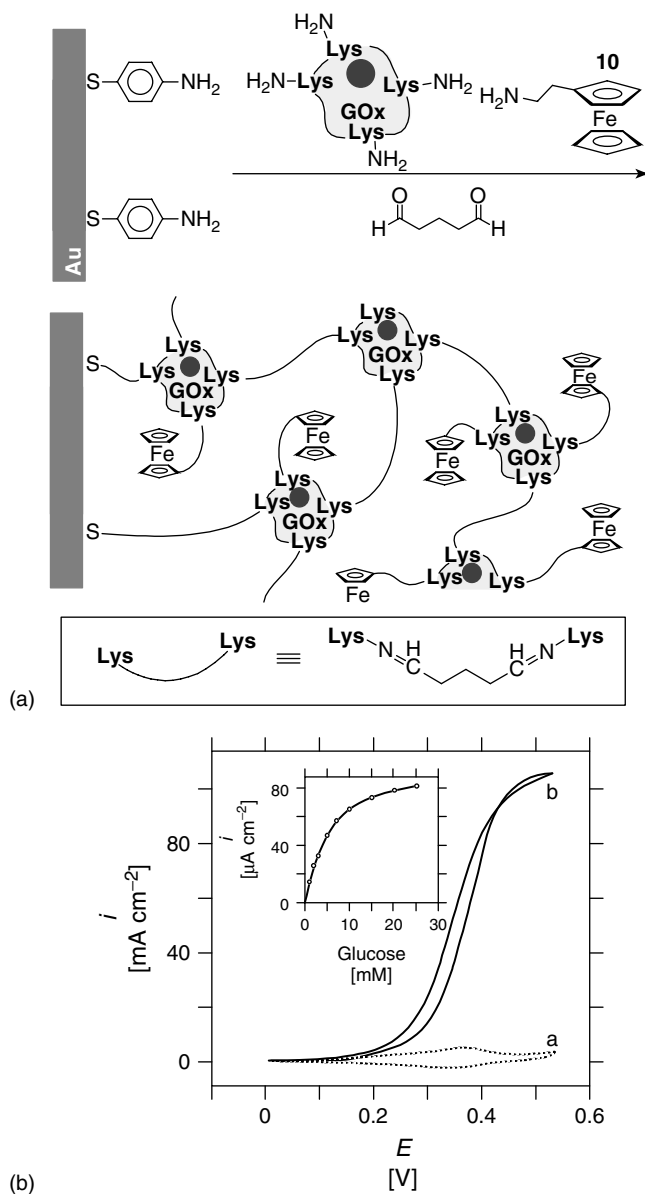 H₂N
Lys
S
NH₂
H₂N
Lys
Lys
NH₂
10
H₂N
GOx
Fe
Lys
NH₂
S
NH₂
O
O
H
H
Au
Lys
Lys
Lys
GOx
Lys
S
Lys
Lys
GOx
Lys
Lys
Fe
Fe
Lys
Lys
Lys
GOx
Lys
Fe
Fe
Lys
Lys
Lys
GOx
Lys
S
Fe
Lys
Lys
Lys
Fe
Lys
Lys
≡
Lys
N
H
C
H
C
N
Lys
(a)
80
40
0
i
[µA cm⁻²]
0 10 20 30
Glucose
[mM]
b
a
80
40
0
i
[mA cm⁻²]
0 0.2 0.4 0.6
E
[V]
(b)